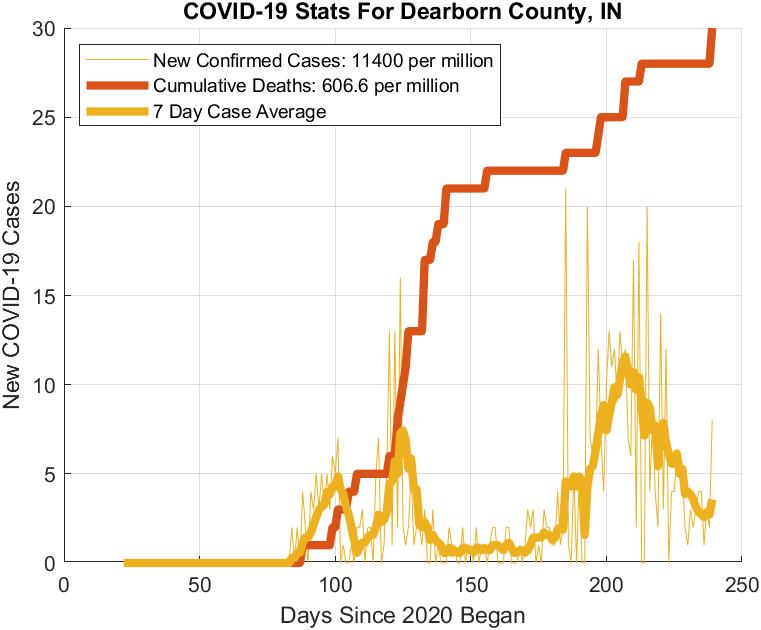 COVID-19 Stats For Dearborn County, IN
New Confirmed Cases: 11400 per million
Cumulative Deaths: 606.6 per million
7 Day Case Average
New COVID-19 Cases
30
25
20
15
10
5
0
0 50 100 150 200 250
Days Since 2020 Began